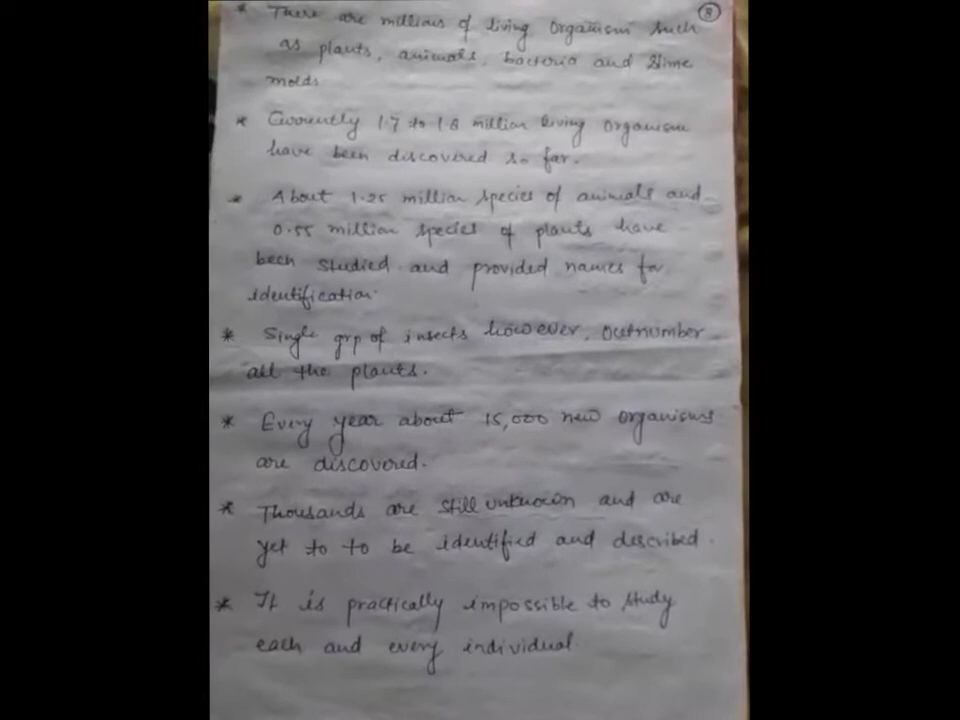 8
* There are millions of living organism such
as plants, animals, bacteria and slime
molds
* Currently 1.7 to 1.8 million living organism
have been discovered so far.
* About 1.25 million species of animals and
0.55 million species of plants have
been studied and provided names for
identification.
* Single grp of insects however, outnumber
all the plants.
* Every year about 15,000 new organisms
are discovered.
* Thousands are still unknown and are
yet to to be identified and described.
* It is practically impossible to study
each and every individual.